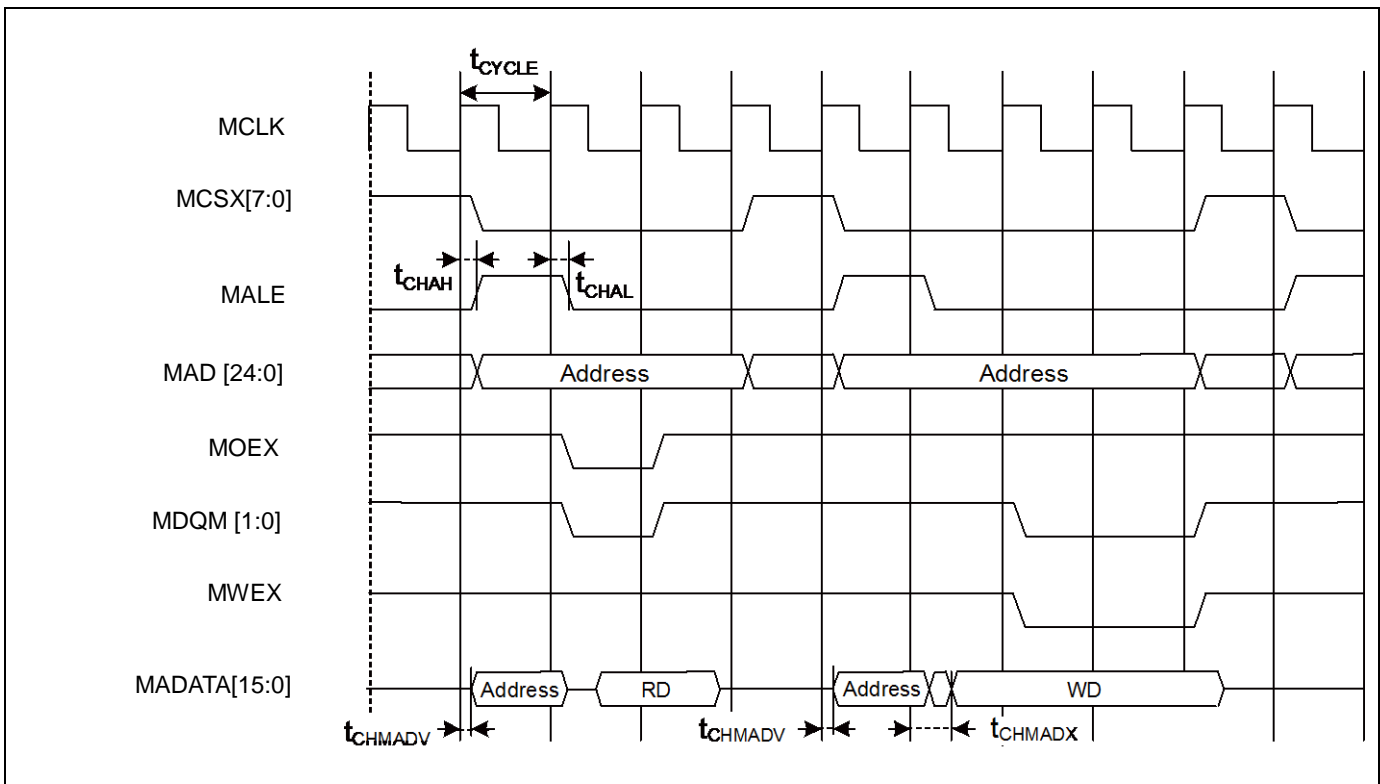 tCYCLE
MCLK
MCSX[7:0]
tCHAH
tCHAL
MALE
MAD [24:0]
Address
Address
MOEX
MDQM [1:0]
MWEX
MADATA[15:0]
Address
RD
Address
WD
tCHMADV
tCHMADV
tCHMADX